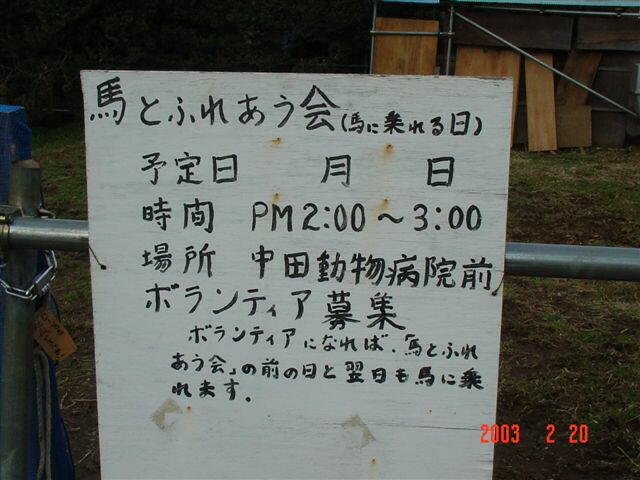 馬とふれあう会(馬に乗れる日)
予定日　　月　　日
時間　PM2:00～3:00
場所　中田動物病院前
ボランティア募集
ボランティアになれば、「馬とふれ
あう会」の前の日と翌日も馬に乗
れます。
2003 2 20